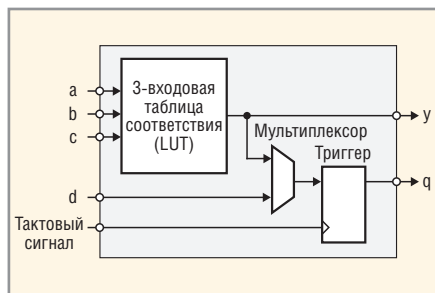 a
b
c
d
Тактовый
сигнал
3-входовая
таблица
соответствия
(LUT)
Мультиплексор
Триггер
y
q